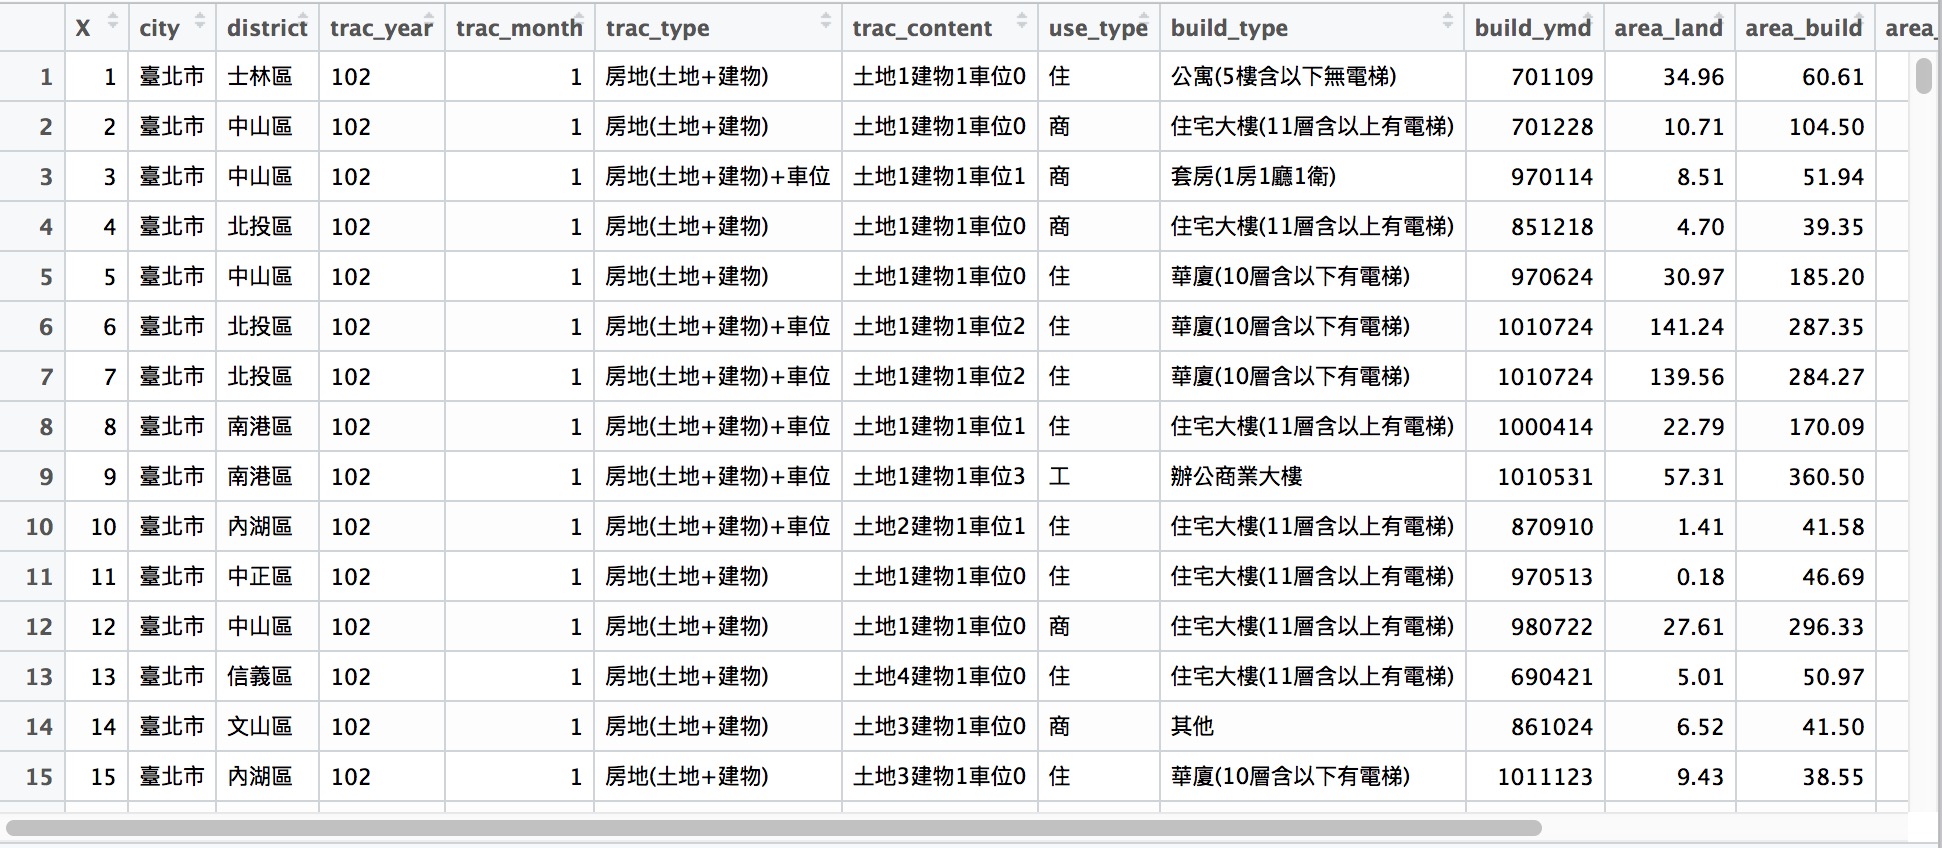 X city district trac_year trac_month trac_type trac_content use_type build_type build_ymd area_land area_build area_
1 1 臺北市 士林區 102 1 房地(土地+建物) 土地1建物1車位0 住 公寓(5樓含以下無電梯) 701109 34.96 60.61
2 2 臺北市 中山區 102 1 房地(土地+建物) 土地1建物1車位0 商 住宅大樓(11層含以上有電梯) 701228 10.71 104.50
3 3 臺北市 中山區 102 1 房地(土地+建物)+車位 土地1建物1車位1 商 套房(1房1廳1衛) 970114 8.51 51.94
4 4 臺北市 北投區 102 1 房地(土地+建物) 土地1建物1車位0 商 住宅大樓(11層含以上有電梯) 851218 4.70 39.35
5 5 臺北市 中山區 102 1 房地(土地+建物) 土地1建物1車位0 住 華廈(10層含以下有電梯) 970624 30.97 185.20
6 6 臺北市 北投區 102 1 房地(土地+建物)+車位 土地1建物1車位2 住 華廈(10層含以下有電梯) 1010724 141.24 287.35
7 7 臺北市 北投區 102 1 房地(土地+建物)+車位 土地1建物1車位2 住 華廈(10層含以下有電梯) 1010724 139.56 284.27
8 8 臺北市 南港區 102 1 房地(土地+建物)+車位 土地1建物1車位1 住 住宅大樓(11層含以上有電梯) 1000414 22.79 170.09
9 9 臺北市 南港區 102 1 房地(土地+建物)+車位 土地1建物1車位3 工 辦公商業大樓 1010531 57.31 360.50
10 10 臺北市 內湖區 102 1 房地(土地+建物)+車位 土地2建物1車位1 住 住宅大樓(11層含以上有電梯) 870910 1.41 41.58
11 11 臺北市 中正區 102 1 房地(土地+建物) 土地1建物1車位0 住 住宅大樓(11層含以上有電梯) 970513 0.18 46.69
12 12 臺北市 中山區 102 1 房地(土地+建物) 土地1建物1車位0 商 住宅大樓(11層含以上有電梯) 980722 27.61 296.33
13 13 臺北市 信義區 102 1 房地(土地+建物) 土地4建物1車位0 住 住宅大樓(11層含以上有電梯) 690421 5.01 50.97
14 14 臺北市 文山區 102 1 房地(土地+建物) 土地3建物1車位0 商 其他 861024 6.52 41.50
15 15 臺北市 內湖區 102 1 房地(土地+建物) 土地3建物1車位0 住 華廈(10層含以下有電梯) 1011123 9.43 38.55